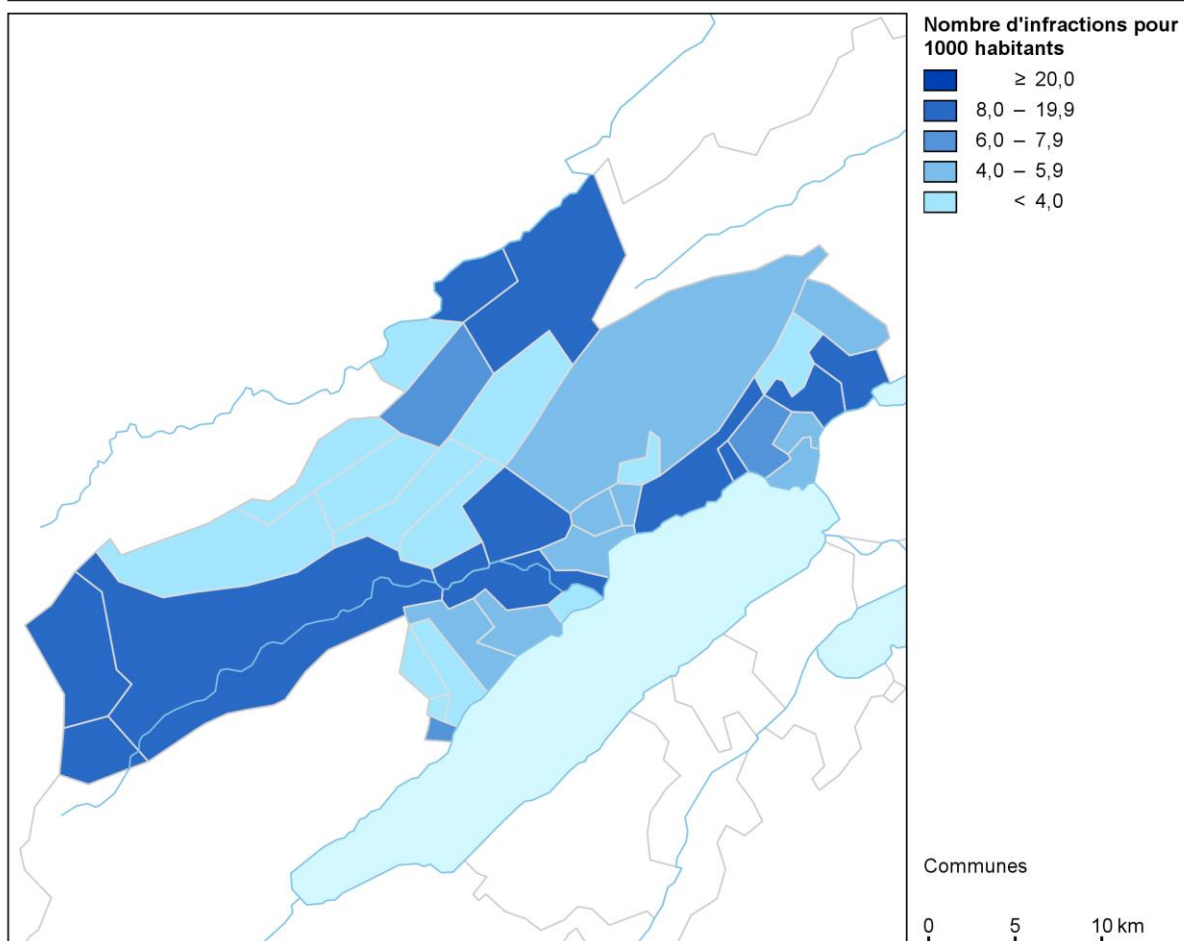 Nombre d'infractions pour
1000 habitants
≥ 20,0
8,0 – 19,9
6,0 – 7,9
4,0 – 5,9
< 4,0
Communes
0 5 10 km